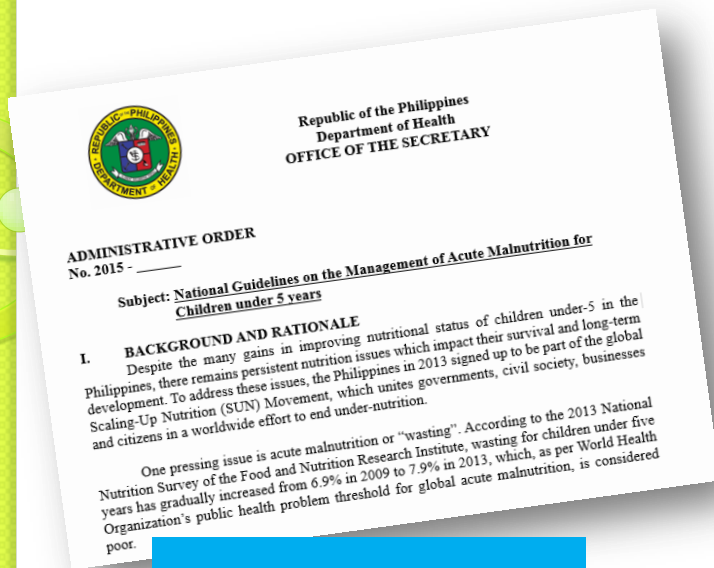 REPUBLIC OF THE PHILIPPINES
DEPARTMENT OF HEALTH
Republic of the Philippines
Department of Health
OFFICE OF THE SECRETARY
ADMINISTRATIVE ORDER
No. 2015 - ______
Subject: National Guidelines on the Management of Acute Malnutrition for
Children under 5 years
I. BACKGROUND AND RATIONALE
Despite the many gains in improving nutritional status of children under-5 in the
Philippines, there remains persistent nutrition issues which impact their survival and long-term
development. To address these issues, the Philippines in 2013 signed up to be part of the global
Scaling-Up Nutrition (SUN) Movement, which unites governments, civil society, businesses
and citizens in a worldwide effort to end under-nutrition.
One pressing issue is acute malnutrition or “wasting”. According to the 2013 National
Nutrition Survey of the Food and Nutrition Research Institute, wasting for children under five
years has gradually increased from 6.9% in 2009 to 7.9% in 2013, which, as per World Health
Organization’s public health problem threshold for global acute malnutrition, is considered
poor.